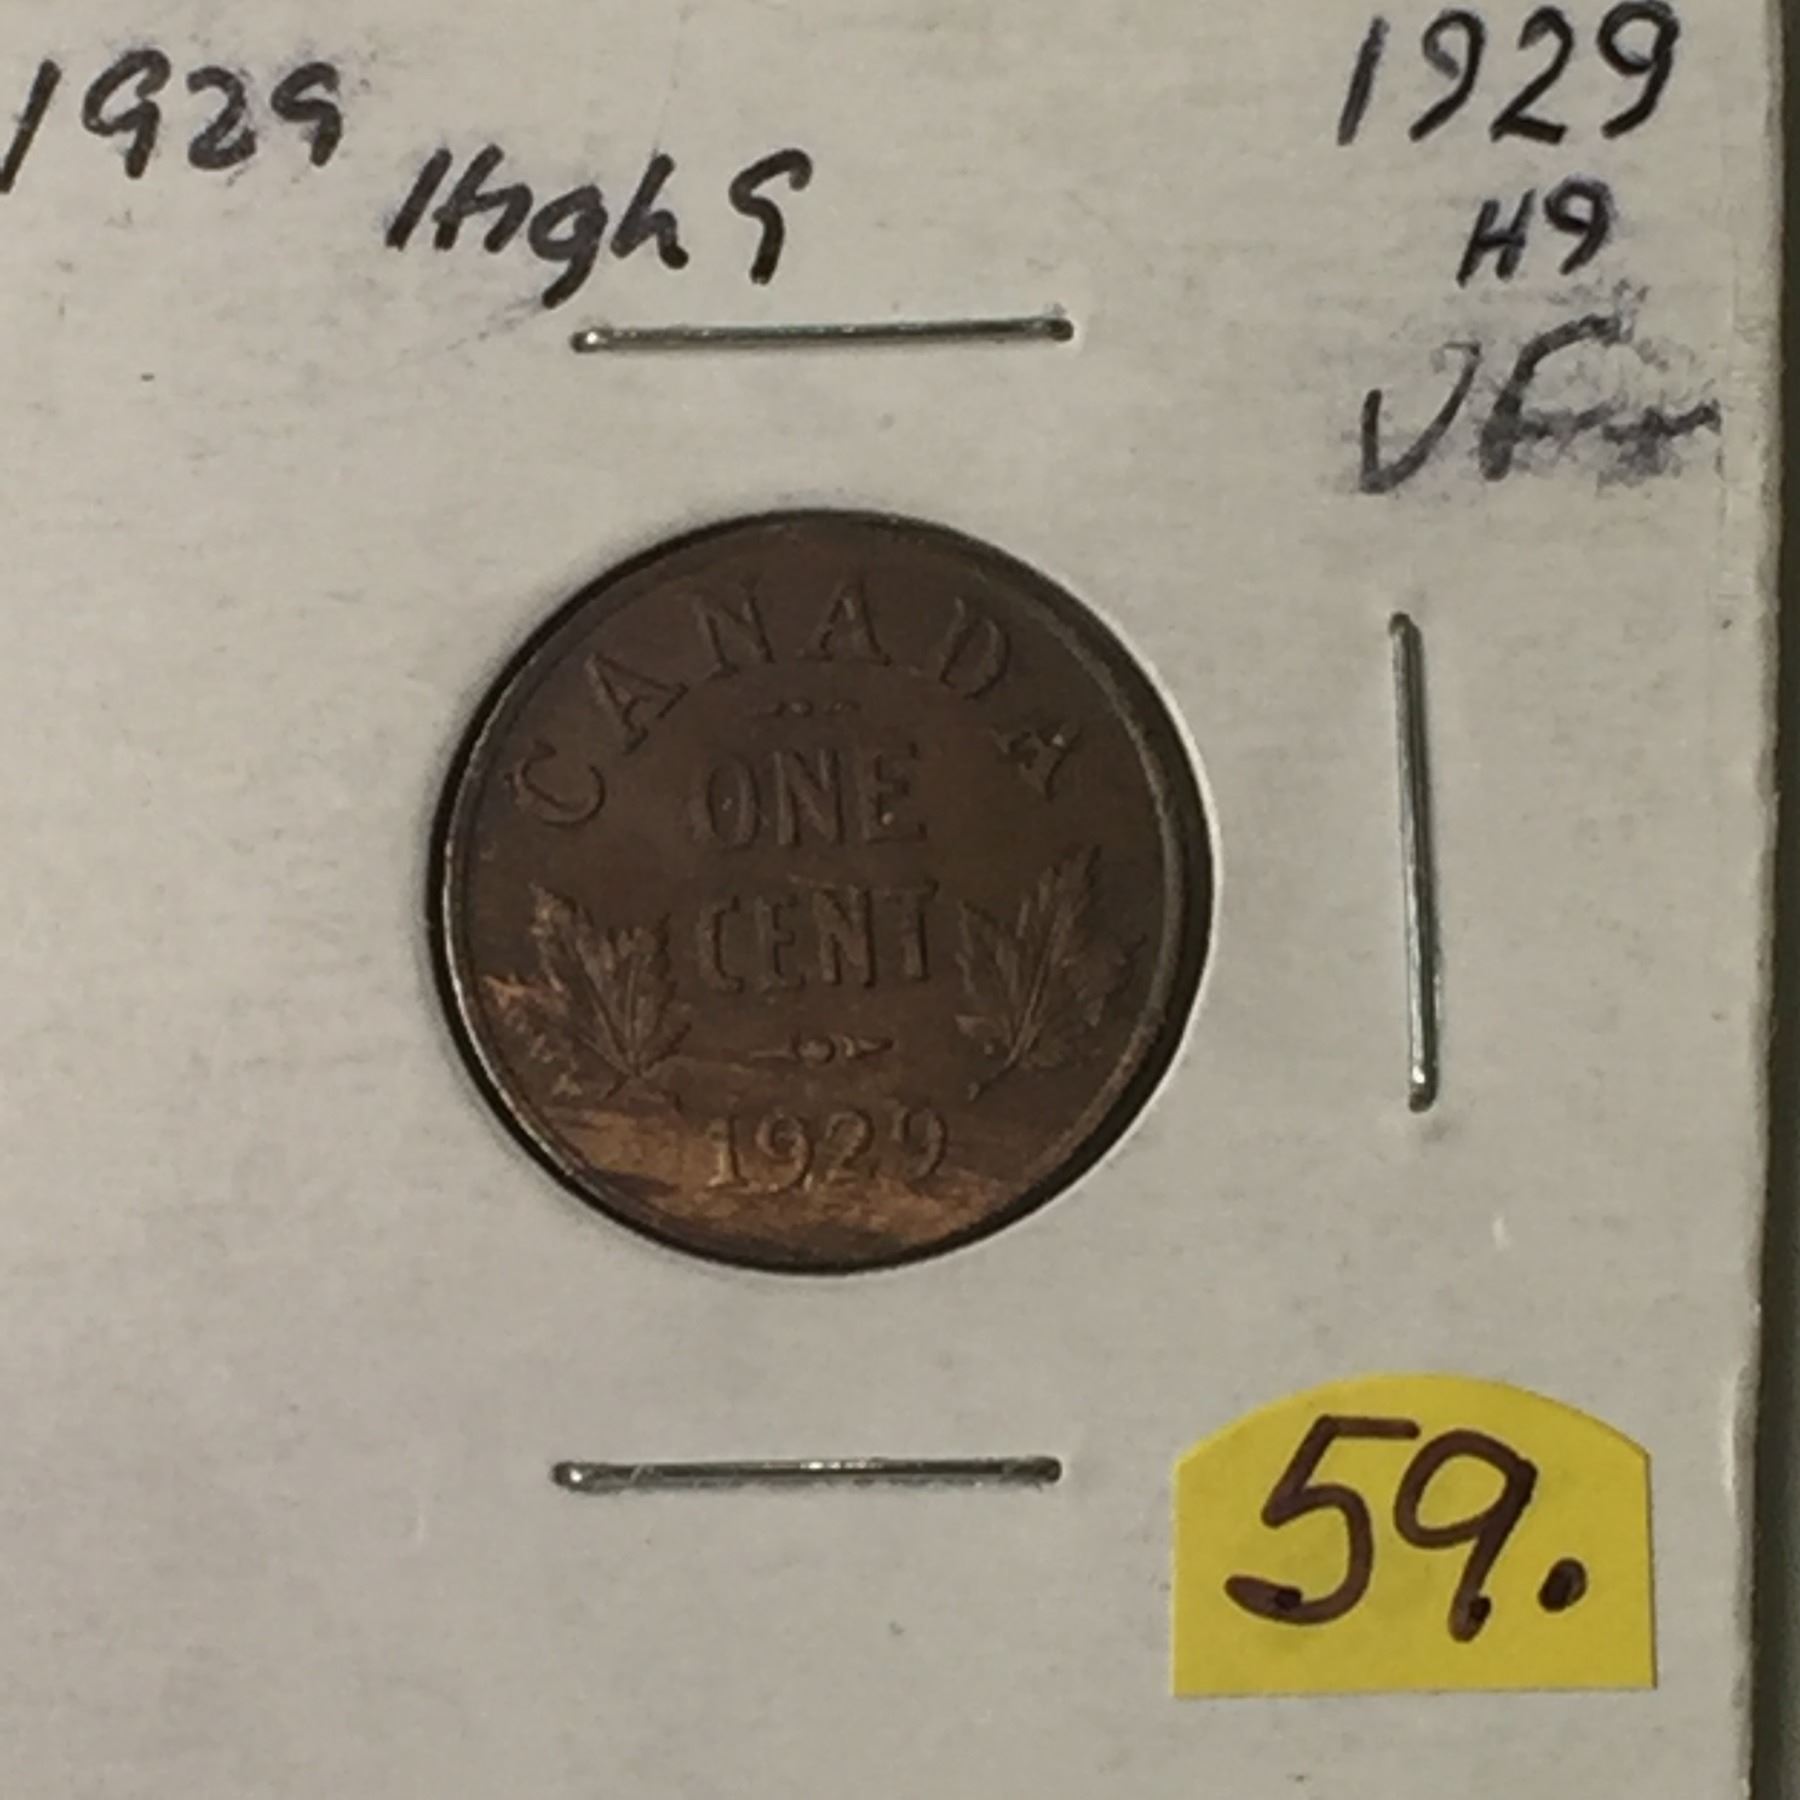 1929
High 9
1929
H9
VF
CANADA
ONE
CENT
1929
59.